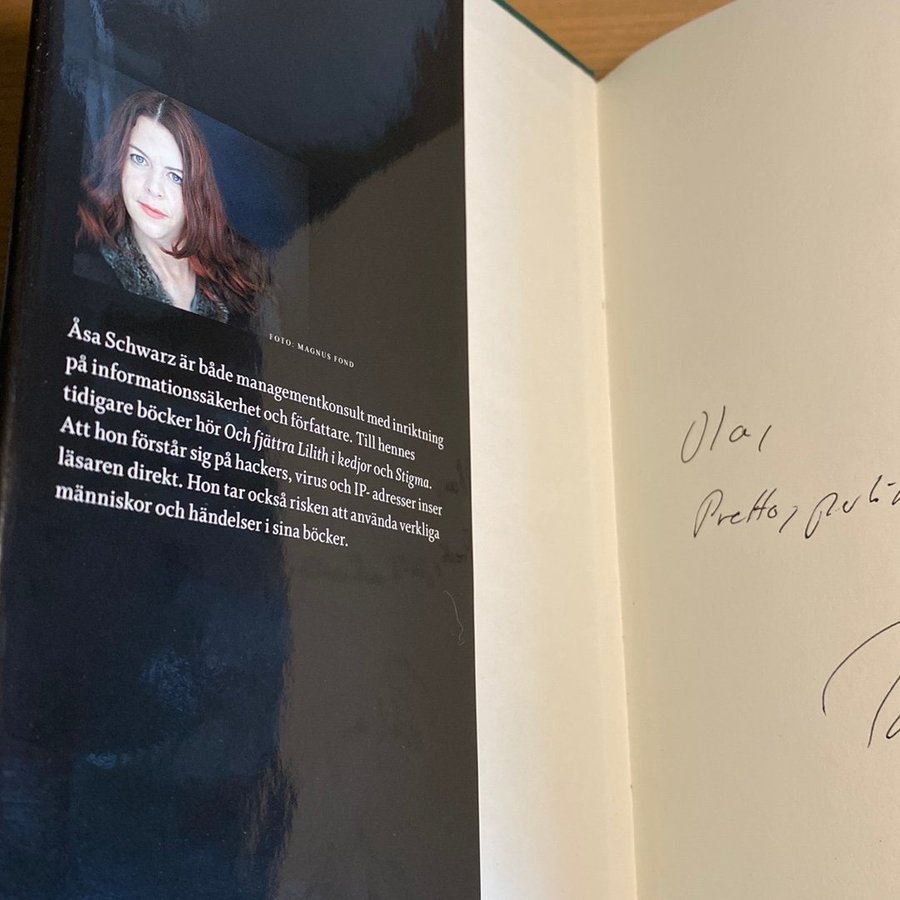 FOTO: MAGNUS FOND
Åsa Schwarz är både managementkonsult med inriktning
på informationssäkerhet och författare. Till hennes
tidigare böcker hör Och fjättra Lilith i kedjor och Stigma.
Att hon förstår sig på hackers, virus och IP- adresser inser
läsaren direkt. Hon tar också risken att använda verkliga
människor och händelser i sina böcker.
Ola,